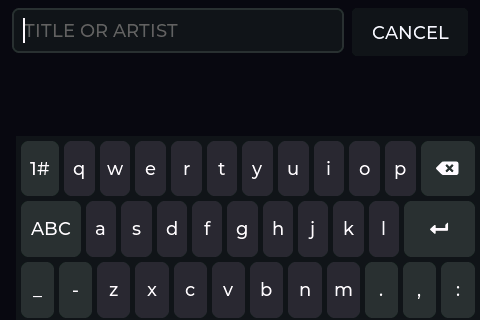 TITLE OR ARTIST CANCEL
1# q w e r t y u i o p
ABC a s d f g h j k l
_ - z x c v b n m . , :